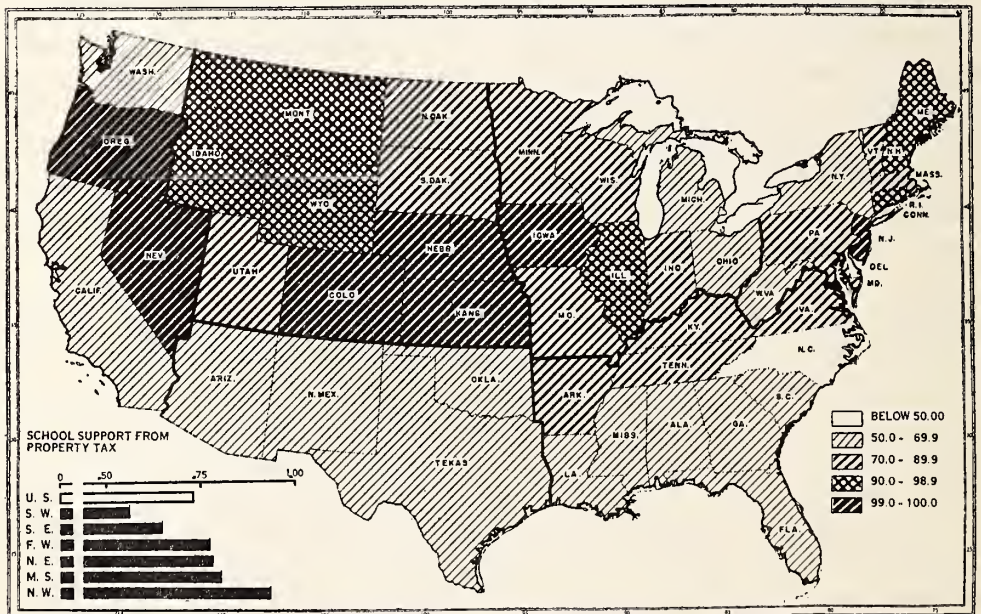 WASH.
MONT.
N. DAK.
MINN.
ME.
OREG.
IDAHO
VT.
N.H.
S. DAK.
WIS.
N.Y.
MASS.
MICH.
R.I.
WYO.
CONN.
IOWA
PA.
N.J.
NEBR.
NEV.
ILL.
IND.
OHIO
DEL.
UTAH
W.VA.
MD.
CALIF.
COLO.
KANS.
MO.
VA.
KY.
N.C.
TENN.
ARIZ.
N. MEX.
OKLA.
ARK.
S.C.
MISS.
ALA.
GA.
TEXAS
LA.
FLA.
BELOW 50.00
50.0 - 69.9
70.0 - 89.9
90.0 - 98.9
99.0 - 100.0
SCHOOL SUPPORT FROM
PROPERTY TAX
0 .50 .75 1.00
U. S.
S. W.
S. E.
F. W.
N. E.
M. S.
N. W.